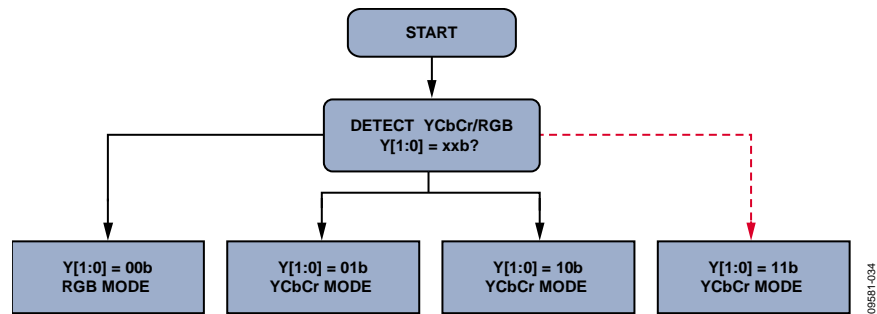 START
DETECT YCbCr/RGB
Y[1:0] = xxb?
Y[1:0] = 00b
RGB MODE
Y[1:0] = 01b
YCbCr MODE
Y[1:0] = 10b
YCbCr MODE
Y[1:0] = 11b
YCbCr MODE
09581-034